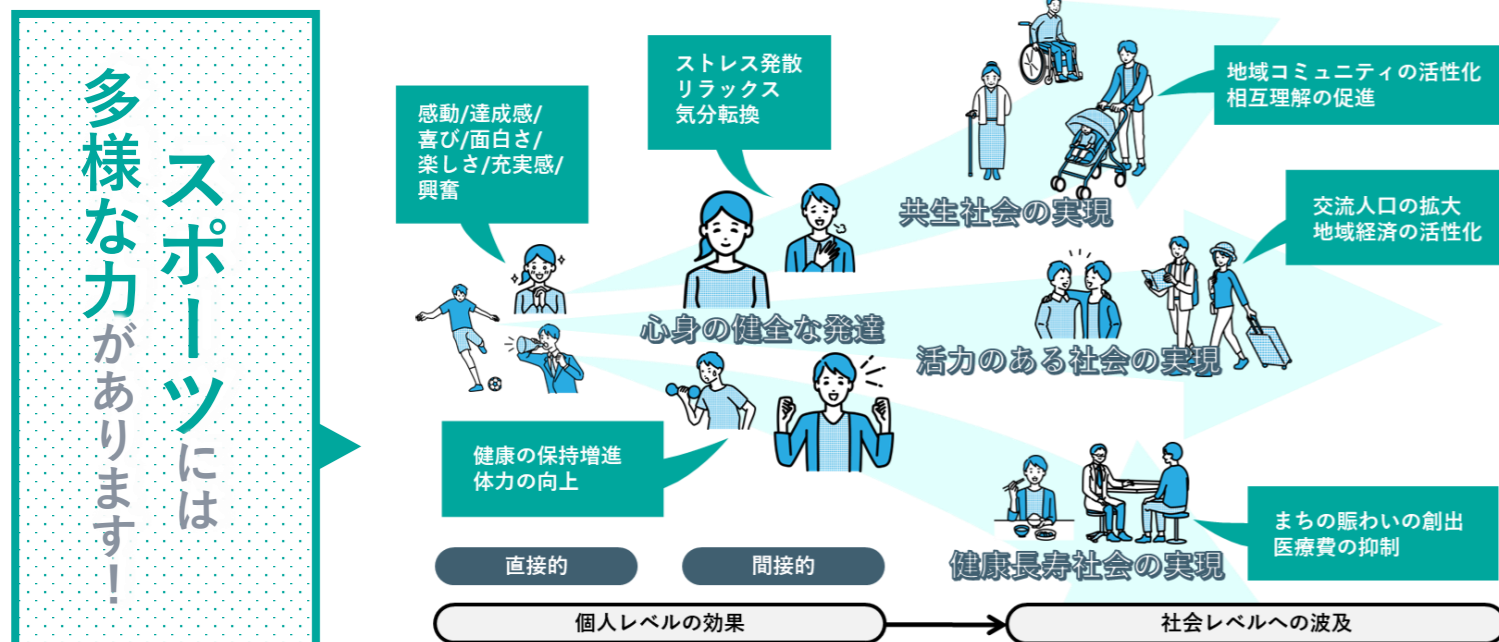 スポーツには
多様な力があります!
感動/達成感/
喜び/面白さ/
楽しさ/充実感/
興奮
ストレス発散
リラックス
気分転換
心身の健全な発達
健康の保持増進
体力の向上
地域コミュニティの活性化
相互理解の促進
共生社会の実現
交流人口の拡大
地域経済の活性化
活力のある社会の実現
まちの賑わいの創出
医療費の抑制
健康長寿社会の実現
直接的
間接的
個人レベルの効果
社会レベルへの波及